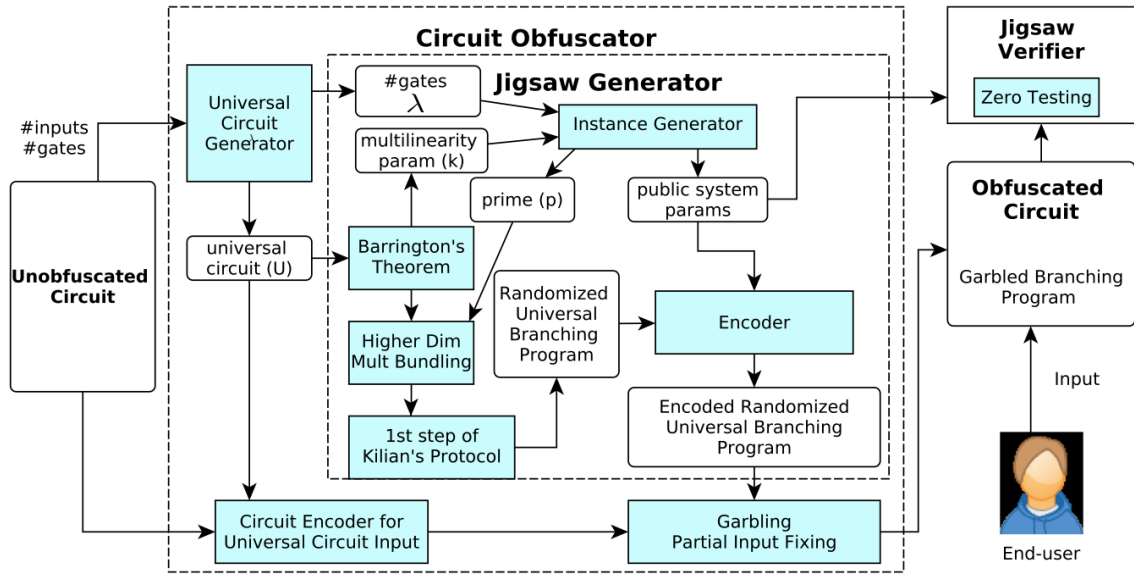 Circuit Obfuscator
Jigsaw
Verifier
Zero Testing
Jigsaw Generator
#gates
λ
Universal
Circuit
Generator
Instance Generator
#inputs
#gates
multilinearity
param (k)
prime (p)
public system
params
Obfuscated
Circuit
Garbled Branching
Program
universal
circuit (U)
Barrington's
Theorem
Unobfuscated
Circuit
Randomized
Universal
Branching
Program
Encoder
Higher Dim
Mult Bundling
Input
Encoded Randomized
Universal Branching
Program
1st step of
Kilian's Protocol
Circuit Encoder for
Universal Circuit Input
Garbling
Partial Input Fixing
End-user